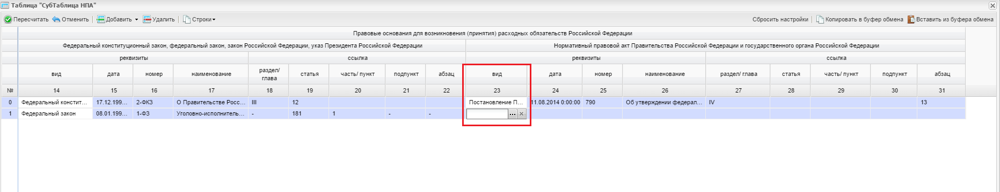 Таблица "СубТаблица НПА"
Пересчитать Отменить Добавить Удалить Строки Сбросить настройки Копировать в буфер обмена Вставить из буфера обмена
Правовые основания для возникновения (принятия) расходных обязательств Российской Федерации
Федеральный конституционный закон, федеральный закон, закон Российской Федерации, указ Президента Российской Федерации Нормативный правовой акт Правительства Российской Федерации и государственного органа Российской Федерации
реквизиты ссылка реквизиты ссылка
вид дата номер наименование раздел/ глава статья часть/ пункт подпункт абзац вид дата номер наименование раздел/ глава статья часть/ пункт подпункт абзац
№ 14 15 16 17 18 19 20 21 22 23 24 25 26 27 28 29 30 31
0 Федеральный констит... 17.12.199... 2-ФКЗ О Правительстве Росс... III 12 Постановление П... 11.08.2014 0:00:00 790 Об утверждении федерал... IV 13
1 Федеральный закон 08.01.199... 1-ФЗ Уголовно-исполнитель... - 181 1 - - ...